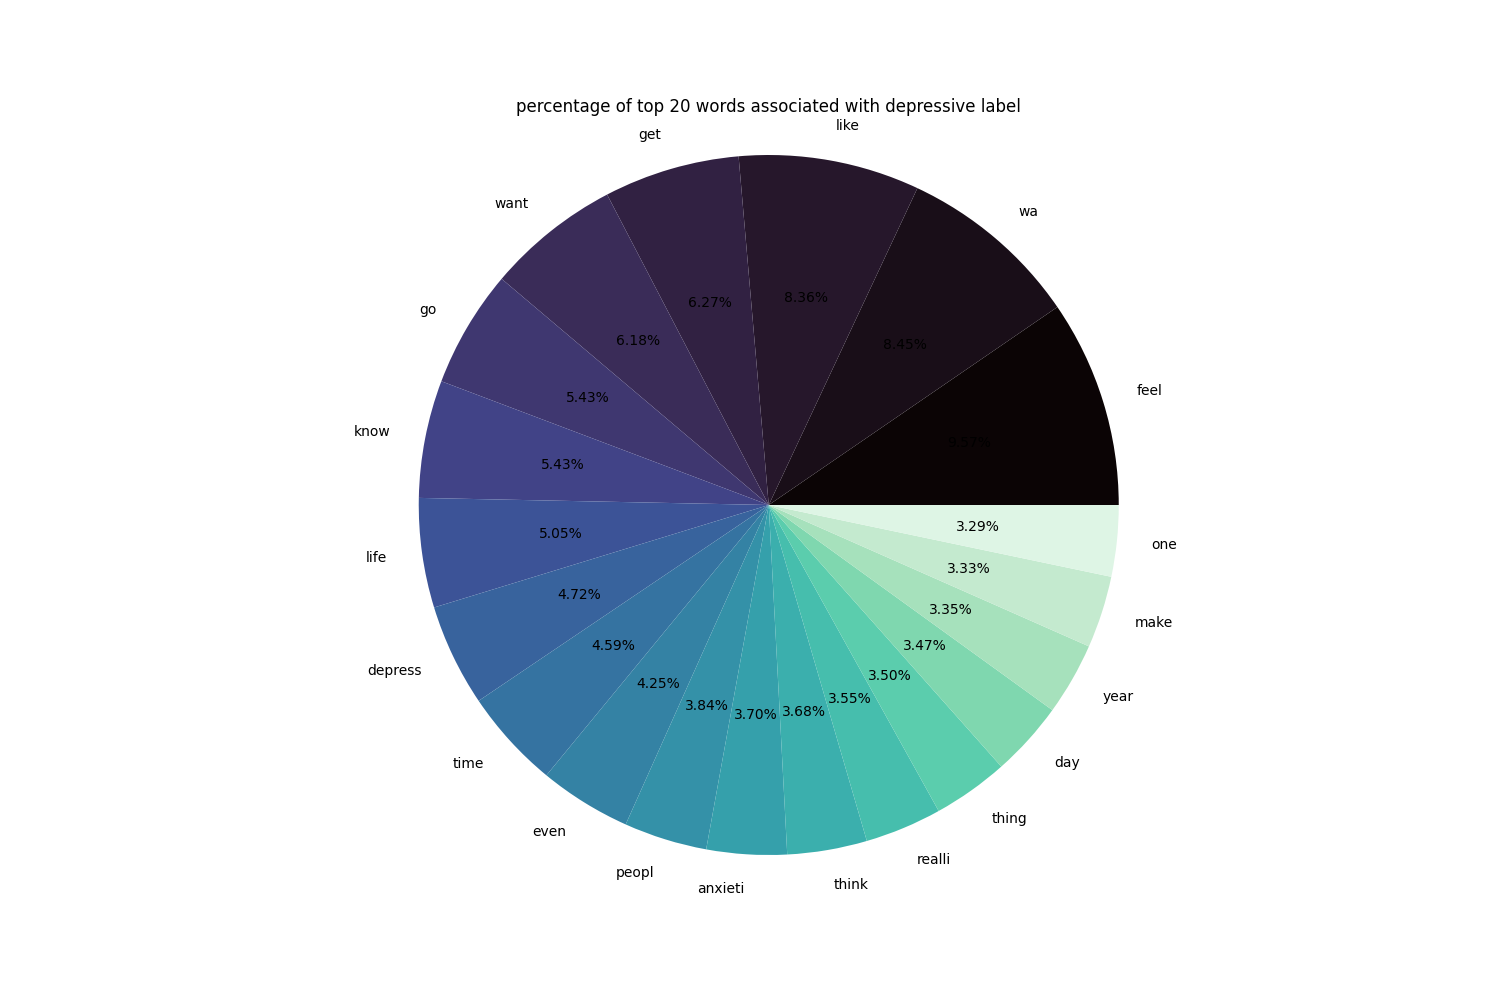 percentage of top 20 words associated with depressive label
feel
9.57%
wa
8.45%
like
8.36%
get
6.27%
want
6.18%
go
5.43%
know
5.43%
life
5.05%
depress
4.72%
time
4.59%
even
4.25%
peopl
3.84%
anxieti
3.70%
think
3.68%
realli
3.55%
thing
3.50%
day
3.47%
year
3.35%
make
3.33%
one
3.29%